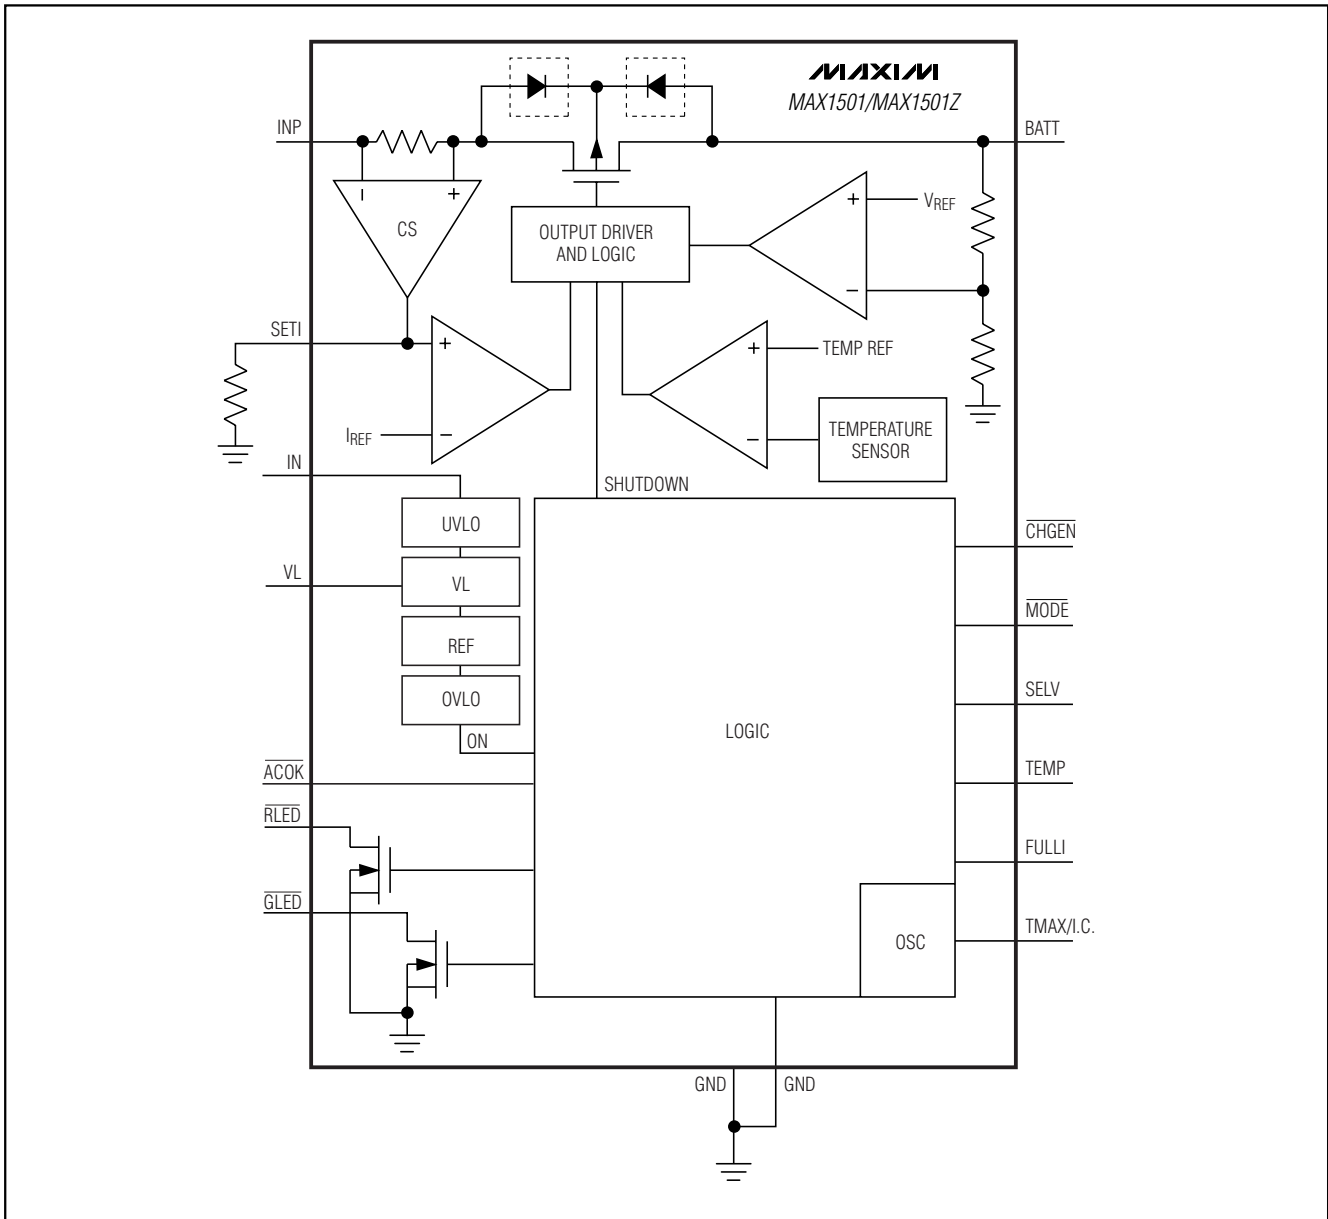 MAXIM
MAX1501/MAX1501Z
INP
BATT
−
+
CS
OUTPUT DRIVER
AND LOGIC
+
VREF
−
SETI
+
IREF
−
+
TEMP REF
−
TEMPERATURE
SENSOR
IN
SHUTDOWN
UVLO
VL
VL
REF
OVLO
ON
LOGIC
CHGEN
MODE
SELV
TEMP
FULLI
TMAX/I.C.
OSC
ACOK
RLED
GLED
GND
GND